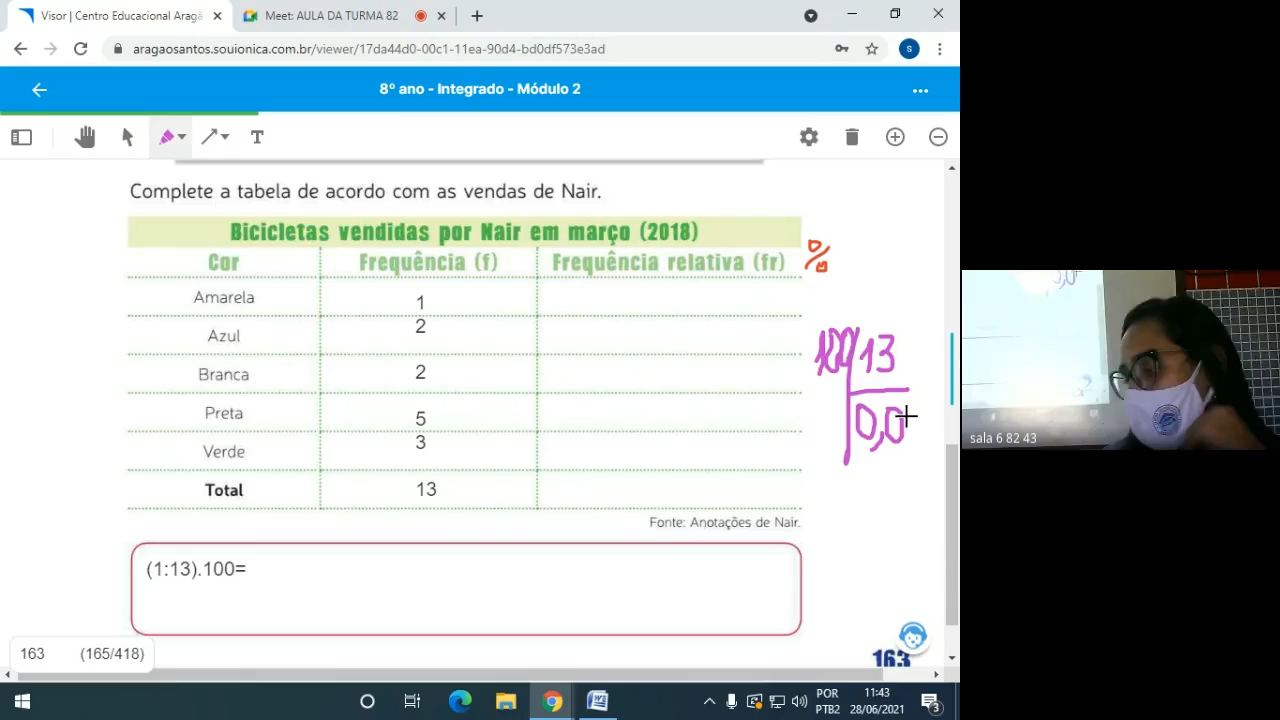 Visor | Centro Educacional Aragã
Meet: AULA DA TURMA 82
aragaosantos.souionica.com.br/viewer/17da44d0-00c1-11ea-90d4-bd0df573e3ad
s
8º ano - Integrado - Módulo 2
T
Complete a tabela de acordo com as vendas de Nair.
Bicicletas vendidas por Nair em março (2018)
Cor Frequência (f) Frequência relativa (fr) %
Amarela 1
Azul 2
Branca 2
Preta 5
Verde 3
Total 13
100 13
0,0
Fonte: Anotações de Nair.
(1:13).100=
163 (165/418)
163
sala 6 82 43
POR
PTB2
11:43
28/06/2021
3